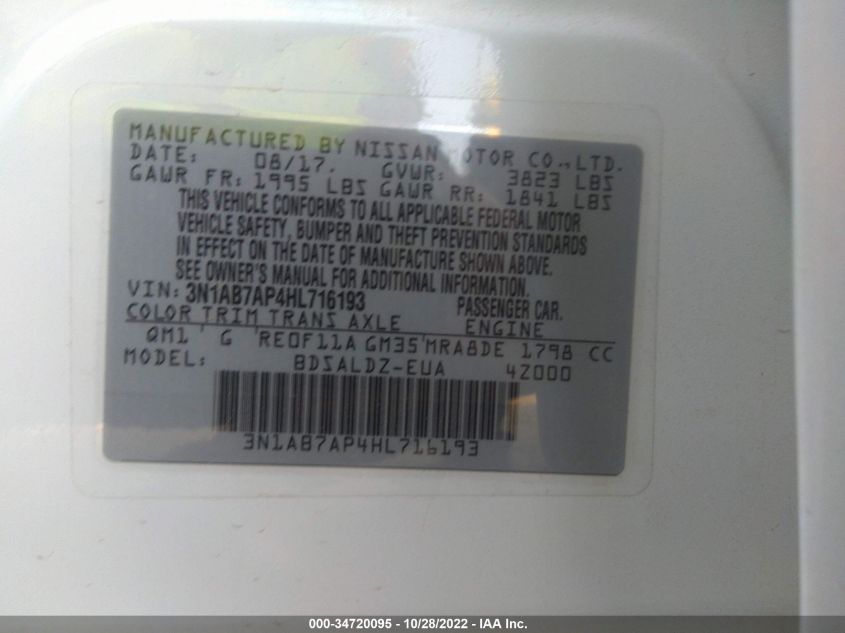 MANUFACTURED BY NISSAN MOTOR CO., LTD.
DATE: 08/17. GVWR: 3823 LBS
GAWR FR: 1995 LBS GAWR RR: 1841 LBS
THIS VEHICLE CONFORMS TO ALL APPLICABLE FEDERAL MOTOR
VEHICLE SAFETY, BUMPER AND THEFT PREVENTION STANDARDS
IN EFFECT ON THE DATE OF MANUFACTURE SHOWN ABOVE.
SEE OWNER'S MANUAL FOR ADDITIONAL INFORMATION.
VIN: 3N1AB7AP4HL716193 PASSENGER CAR.
COLOR TRIM TRANS AXLE ENGINE
QM1 ' G 'RE0F11A GM35'MRA8DE 1798 CC
MODEL: BDSALDZ-EUA 4Z000
3N1AB7AP4HL716193
000-34720095 - 10/28/2022 - IAA Inc.